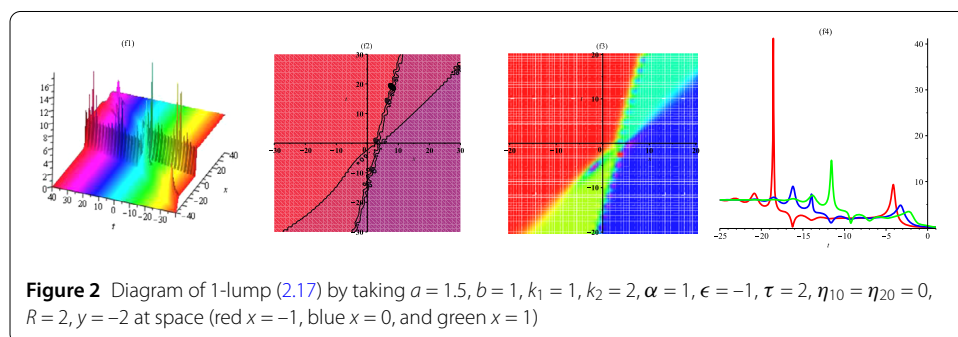 (f1)
(f2)
(f3)
(f4)
16
14
12
10
8
6
4
2
0
40 30 20 10 0 −10 −20 −30 −40
t
40
20
0
−20
−40
x
30
20
10
−30 −20 −10 0 10 20 30
−10
−20
−30
20
10
−30 −20 −10 0 10 20 30
−10
−20
40
30
20
10
−25 −20 −15 −10 −5 0
t
Figure 2 Diagram of 1-lump (2.17) by taking a = 1.5, b = 1, k₁ = 1, k₂ = 2, α = 1, ϵ = –1, τ = 2, η₁₀ = η₂₀ = 0,
R = 2, y = –2 at space (red x = –1, blue x = 0, and green x = 1)